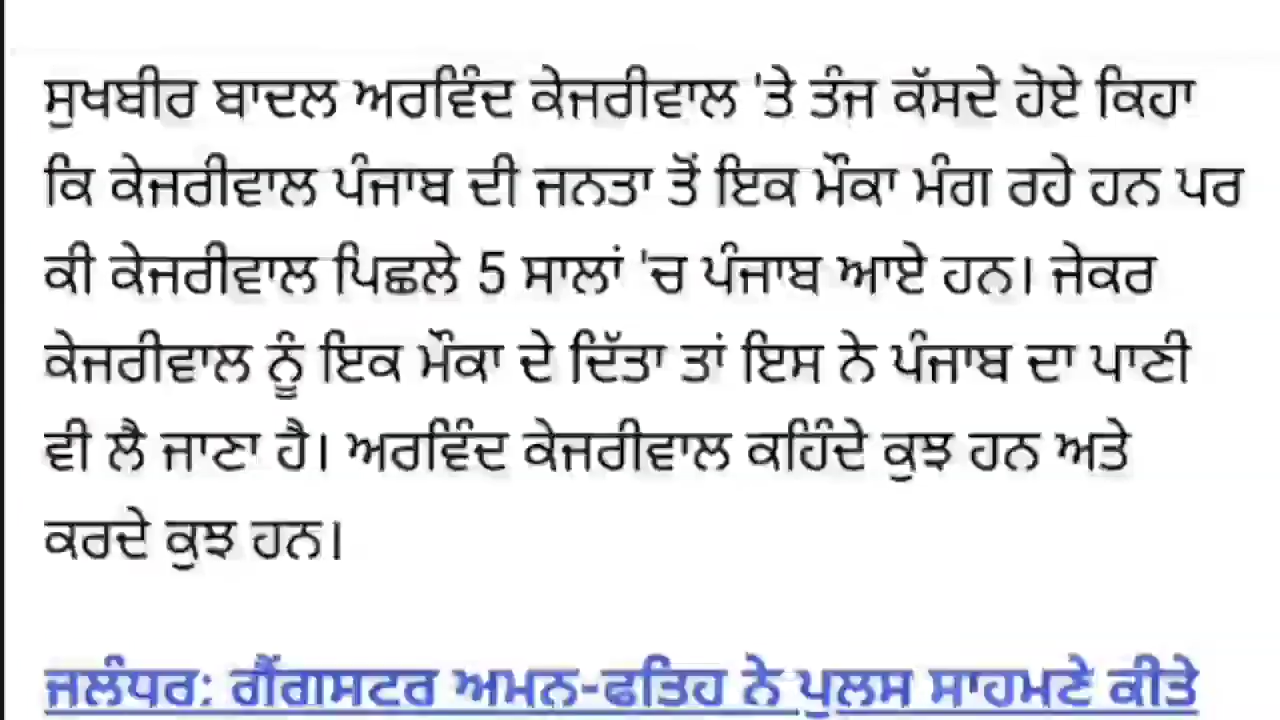 ਸੁਖਬੀਰ ਬਾਦਲ ਅਰਵਿੰਦ ਕੇਜਰੀਵਾਲ 'ਤੇ ਤੰਜ ਕੱਸਦੇ ਹੋਏ ਕਿਹਾ
ਕਿ ਕੇਜਰੀਵਾਲ ਪੰਜਾਬ ਦੀ ਜਨਤਾ ਤੋਂ ਇਕ ਮੌਕਾ ਮੰਗ ਰਹੇ ਹਨ ਪਰ
ਕੀ ਕੇਜਰੀਵਾਲ ਪਿਛਲੇ 5 ਸਾਲਾਂ 'ਚ ਪੰਜਾਬ ਆਏ ਹਨ। ਜੇਕਰ
ਕੇਜਰੀਵਾਲ ਨੂੰ ਇਕ ਮੌਕਾ ਦੇ ਦਿੱਤਾ ਤਾਂ ਇਸ ਨੇ ਪੰਜਾਬ ਦਾ ਪਾਣੀ
ਵੀ ਲੈ ਜਾਣਾ ਹੈ। ਅਰਵਿੰਦ ਕੇਜਰੀਵਾਲ ਕਹਿੰਦੇ ਕੁਝ ਹਨ ਅਤੇ
ਕਰਦੇ ਕੁਝ ਹਨ।
ਜਲੰਧਰ: ਗੈਂਗਸਟਰ ਅਮਨ-ਫਤਿਹ ਨੇ ਪੁਲਸ ਸਾਹਮਣੇ ਕੀਤੇ